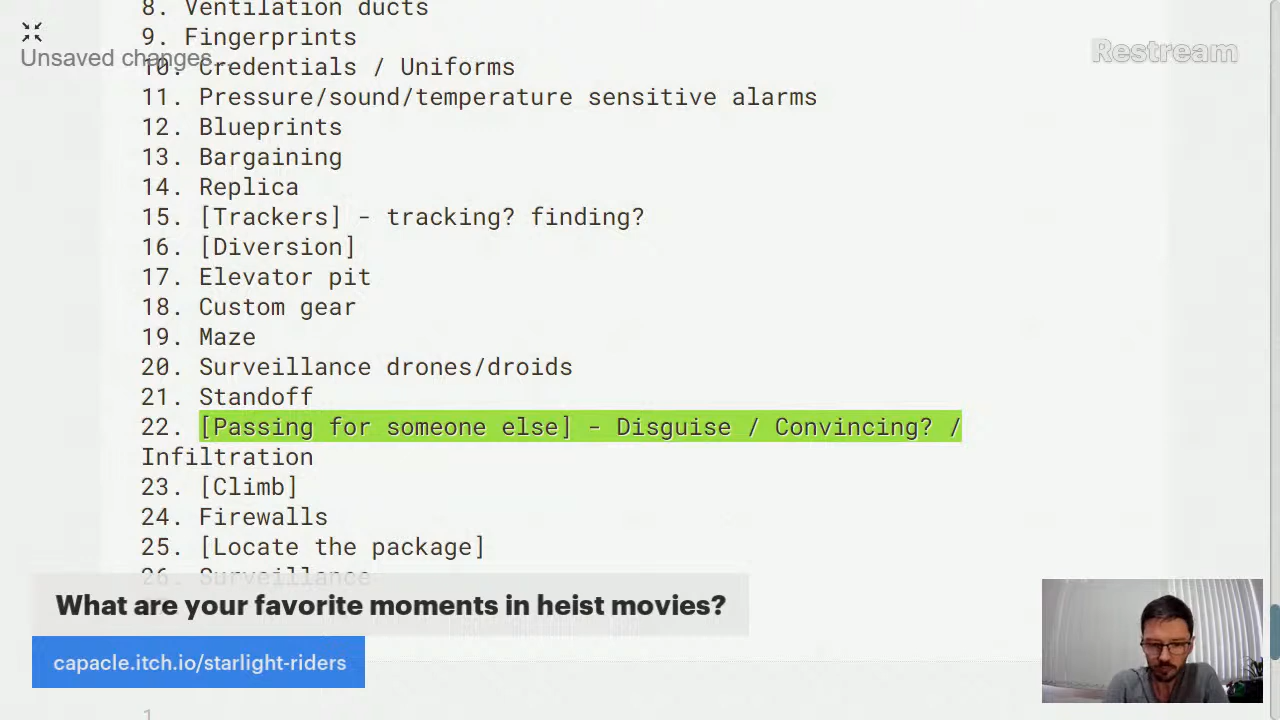 8. Ventilation ducts
9. Fingerprints
Unsaved changes...
10. Credentials / Uniforms
Restream
11. Pressure/sound/temperature sensitive alarms
12. Blueprints
13. Bargaining
14. Replica
15. [Trackers] - tracking? finding?
16. [Diversion]
17. Elevator pit
18. Custom gear
19. Maze
20. Surveillance drones/droids
21. Standoff
22. [Passing for someone else] - Disguise / Convincing? /
Infiltration
23. [Climb]
24. Firewalls
25. [Locate the package]
26. Surveillance
What are your favorite moments in heist movies?
capacle.itch.io/starlight-riders
1